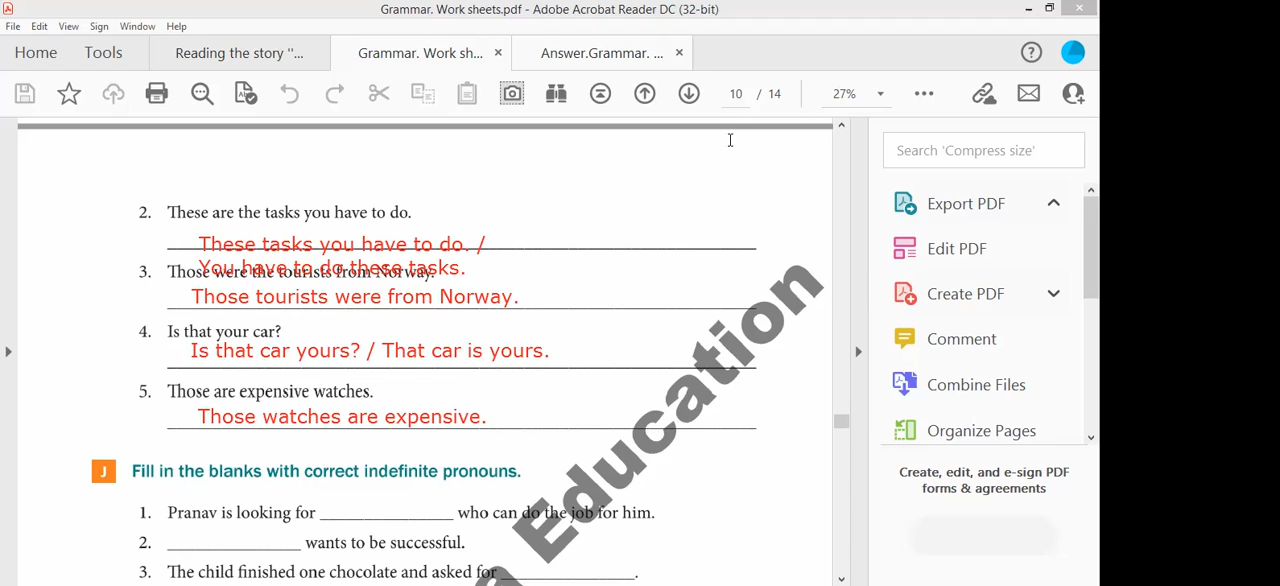 Grammar. Work sheets.pdf - Adobe Acrobat Reader DC (32-bit)
File Edit View Sign Window Help
Home Tools Reading the story "... Grammar. Work sh... × Answer.Grammar. ... ×
10 / 14 27%
Search 'Compress size'
Export PDF
Edit PDF
Create PDF
Comment
Combine Files
Organize Pages
Create, edit, and e-sign PDF
forms & agreements
2. These are the tasks you have to do.
These tasks you have to do. /
You have to do these tasks.
3. Those were the tourists from Norway.
Those tourists were from Norway.
4. Is that your car?
Is that car yours? / That car is yours.
5. Those are expensive watches.
Those watches are expensive.
J Fill in the blanks with correct indefinite pronouns.
1. Pranav is looking for ______________ who can do the job for him.
2. ______________ wants to be successful.
3. The child finished one chocolate and asked for ______________.
a Education